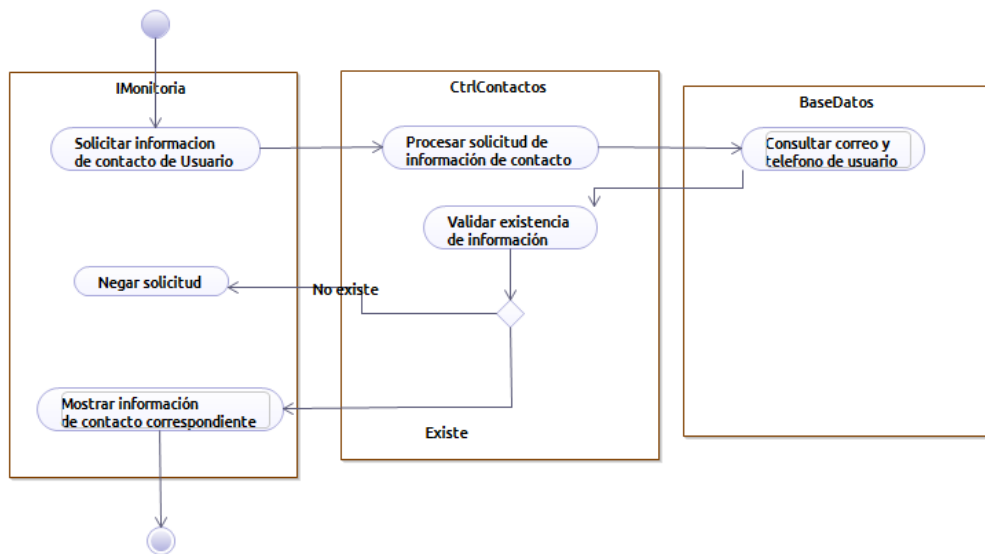 IMonitoria
CtrlContactos
BaseDatos
Solicitar informacion
de contacto de Usuario
Procesar solicitud de
información de contacto
Consultar correo y
telefono de usuario
Validar existencia
de información
Negar solicitud
No existe
Mostrar información
de contacto correspondiente
Existe